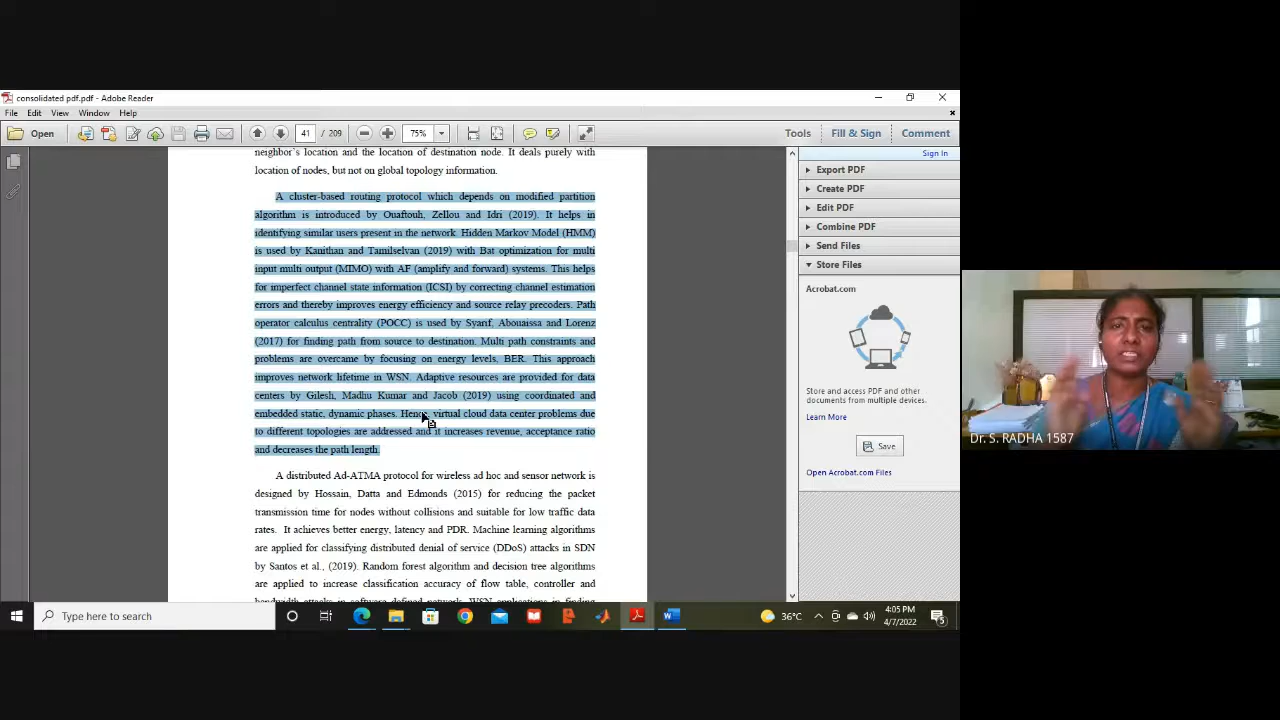 consolidated pdf.pdf - Adobe Reader
File Edit View Window Help
Open 41 / 209 75% Tools Fill & Sign Comment
Sign In
neighbor's location and the location of destination node. It deals purely with
location of nodes, but not on global topology information.
A cluster-based routing protocol which depends on modified partition
algorithm is introduced by Ouaftouh, Zellou and Idri (2019). It helps in
identifying similar users present in the network. Hidden Markov Model (HMM)
is used by Kanithan and Tamilselvan (2019) with Bat optimization for multi
input multi output (MIMO) with AF (amplify and forward) systems. This helps
for imperfect channel state information (ICSI) by correcting channel estimation
errors and thereby improves energy efficiency and source relay precoders. Path
operator calculus centrality (POCC) is used by Syarif, Abouaissa and Lorenz
(2017) for finding path from source to destination. Multi path constraints and
problems are overcame by focusing on energy levels, BER. This approach
improves network lifetime in WSN. Adaptive resources are provided for data
centers by Gilesh, Madhu Kumar and Jacob (2019) using coordinated and
embedded static, dynamic phases. Hence, virtual cloud data center problems due
to different topologies are addressed and it increases revenue, acceptance ratio
and decreases the path length.
A distributed Ad-ATMA protocol for wireless ad hoc and sensor network is
designed by Hossain, Datta and Edmonds (2015) for reducing the packet
transmission time for nodes without collisions and suitable for low traffic data
rates. It achieves better energy, latency and PDR. Machine learning algorithms
are applied for classifying distributed denial of service (DDoS) attacks in SDN
by Santos et al., (2019). Random forest algorithm and decision tree algorithms
are applied to increase classification accuracy of flow table, controller and
bandwidth attacks in software defined network. WSN applications in finding
Export PDF
Create PDF
Edit PDF
Combine PDF
Send Files
Store Files
Acrobat.com
Store and access PDF and other
documents from multiple devices.
Learn More
Save
Open Acrobat.com Files
Dr. S. RADHA 1587
Type here to search
36°C
4:05 PM
4/7/2022
5